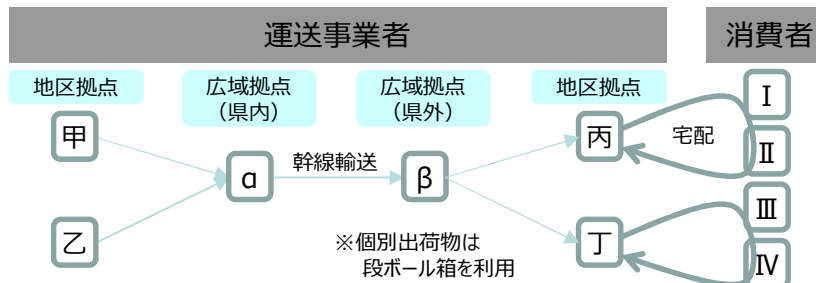 運送事業者
消費者
地区拠点
広域拠点
（県内）
広域拠点
（県外）
地区拠点
甲
乙
α
幹線輸送
β
丙
丁
宅配
Ⅰ
Ⅱ
Ⅲ
Ⅳ
※個別出荷物は
段ボール箱を利用